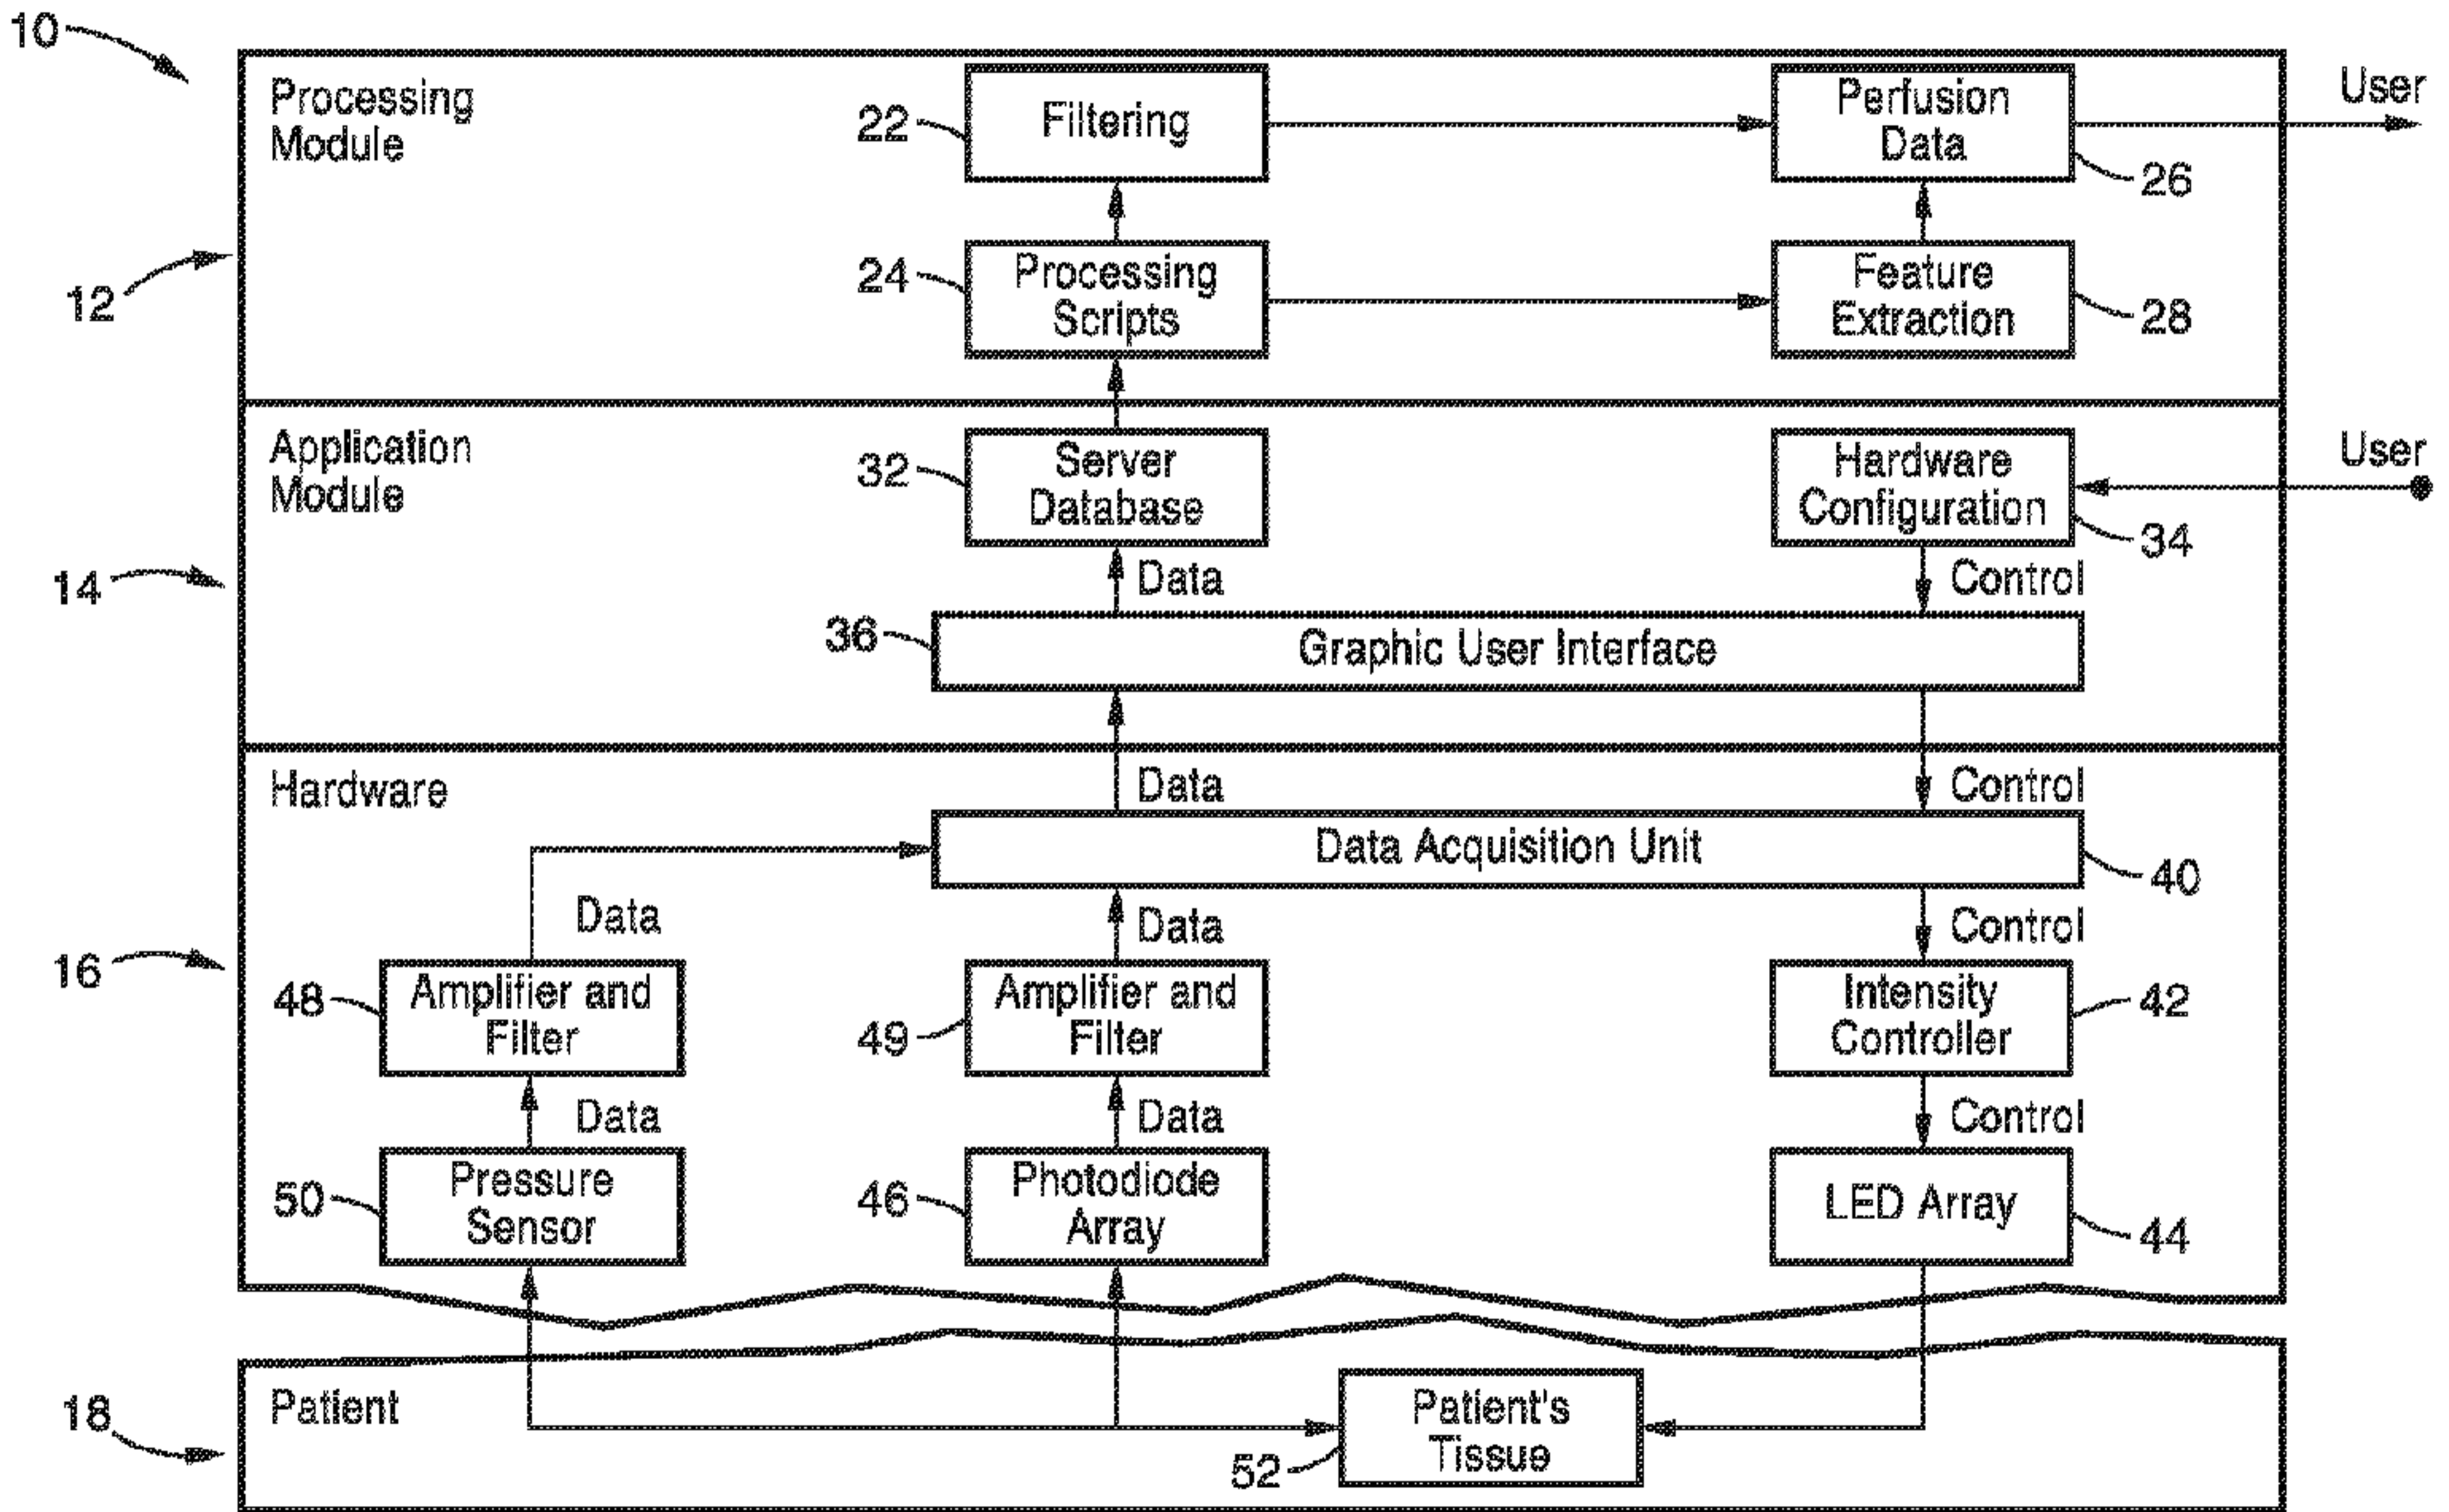 10
Processing
Module
22
Filtering
Perfusion
Data
User
26
12
24
Processing
Scripts
Feature
Extraction
28
Application
Module
32
Server
Database
Hardware
Configuration
User
34
14
Data
Control
36
Graphic User Interface
Hardware
Data
Control
Data Acquisition Unit
40
Data
Data
Control
16
48
Amplifier and
Filter
49
Amplifier and
Filter
Intensity
Controller
42
Data
Data
Control
50
Pressure
Sensor
46
Photodiode
Array
LED Array
44
18
Patient
Patient's
Tissue
52